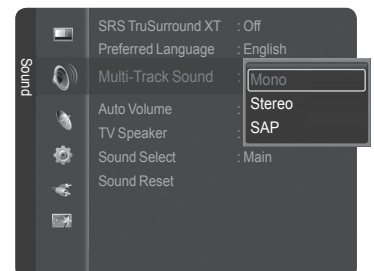 Sound
SRS TruSurround XT : Off
Preferred Language : English
Multi-Track Sound :
Mono
Stereo
SAP
Auto Volume :
TV Speaker :
Sound Select : Main
Sound Reset